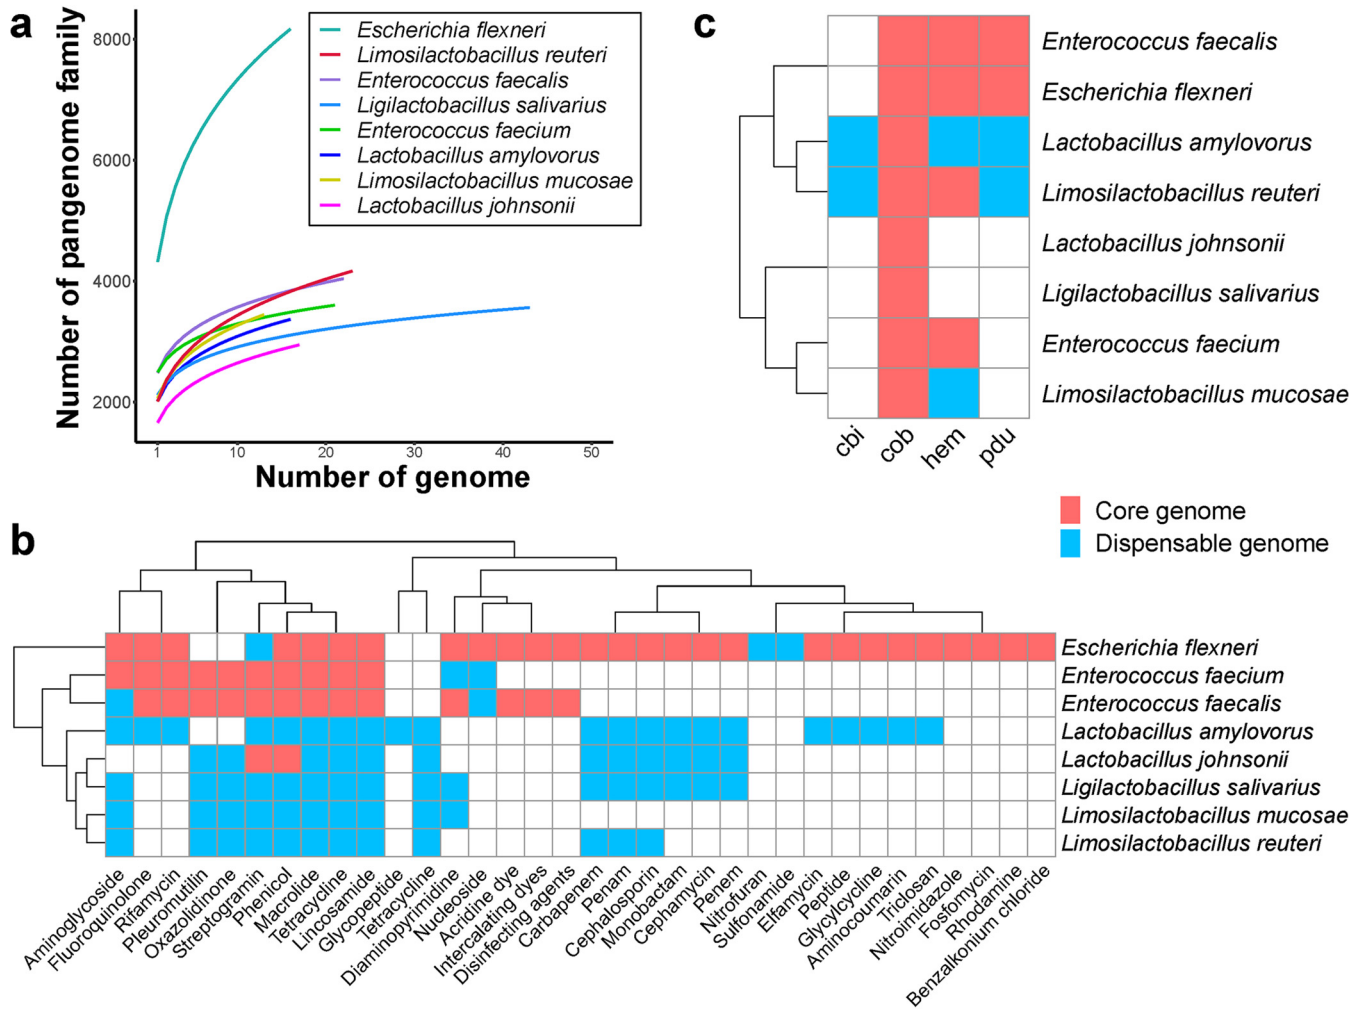 a
Number of pangenome family
8000
6000
4000
2000
1
10
20
30
40
50
Number of genome
Escherichia flexneri
Limosilactobacillus reuteri
Enterococcus faecalis
Ligilactobacillus salivarius
Enterococcus faecium
Lactobacillus amylovorus
Limosilactobacillus mucosae
Lactobacillus johnsonii
c
Enterococcus faecalis
Escherichia flexneri
Lactobacillus amylovorus
Limosilactobacillus reuteri
Lactobacillus johnsonii
Ligilactobacillus salivarius
Enterococcus faecium
Limosilactobacillus mucosae
cbi
cob
hem
pdu
Core genome
Dispensable genome
b
Escherichia flexneri
Enterococcus faecium
Enterococcus faecalis
Lactobacillus amylovorus
Lactobacillus johnsonii
Ligilactobacillus salivarius
Limosilactobacillus mucosae
Limosilactobacillus reuteri
Aminoglycoside
Fluoroquinolone
Rifamycin
Pleuromutilin
Oxazolidinone
Streptogramin
Phenicol
Macrolide
Tetracycline
Lincosamide
Glycopeptide
Tetracycline
Diaminopyrimidine
Nucleoside
Acridine dye
Intercalating dyes
Disinfecting agents
Carbapenem
Penam
Cephalosporin
Monobactam
Cephamycin
Penem
Nitrofuran
Sulfonamide
Elfamycin
Peptide
Glycylcycline
Aminocoumarin
Triclosan
Nitroimidazole
Fosfomycin
Rhodamine
Benzalkonium chloride